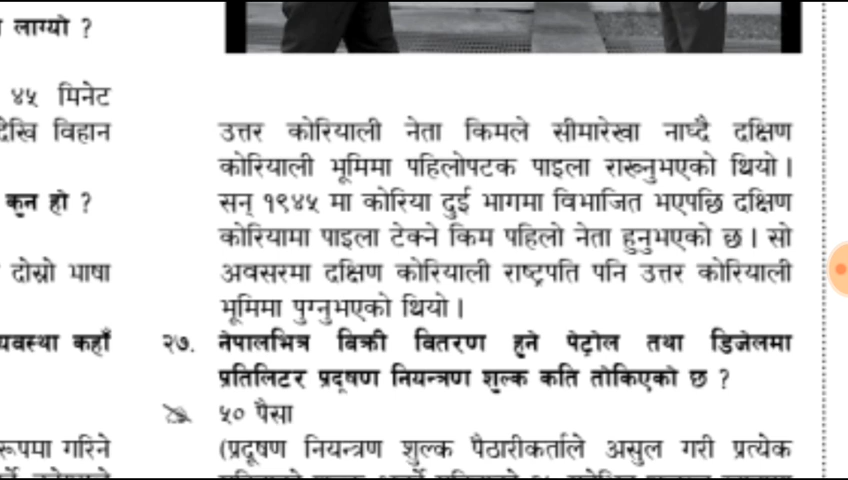 लाग्यो ?
४५ मिनेट
देखि विहान
कुन हो ?
दोस्रो भाषा
कहाँ
रूपमा गरिने
उत्तर कोरियाली नेता किमले सीमारेखा नाघ्दै दक्षिण
कोरियाली भूमिमा पहिलोपटक पाइला राख्नुभएको थियो ।
सन् १९४५ मा कोरिया दुई भागमा विभाजित भएपछि दक्षिण
कोरियामा पाइला टेक्ने किम पहिलो नेता हुनुभएको छ । सो
अवसरमा दक्षिण कोरियाली राष्ट्रपति पनि उत्तर कोरियाली
भूमिमा पुग्नुभएको थियो ।
२७. नेपालभित्र बिक्री वितरण हुने पेट्रोल तथा डिजेलमा
प्रतिलिटर प्रदूषण नियन्त्रण शुल्क कति तोकिएको छ ?
५० पैसा
(प्रदूषण नियन्त्रण शुल्क पैठारीकर्ताले असुल गरी प्रत्येक